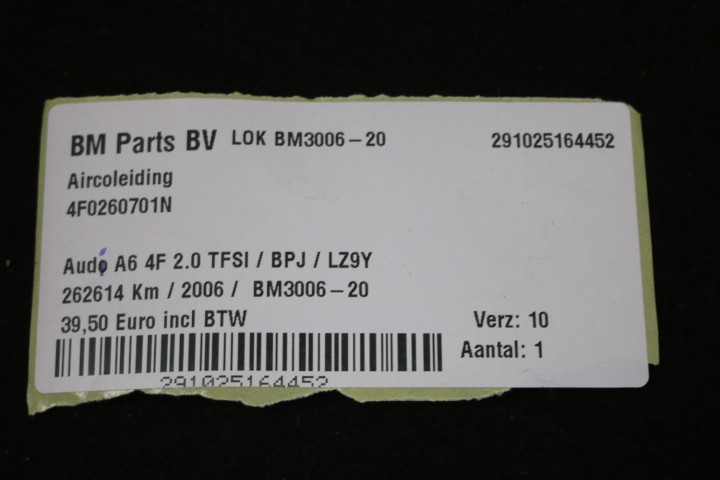 BM Parts BV LOK BM3006-20 291025164452
Aircoleiding
4F0260701N
Audi A6 4F 2.0 TFSI / BPJ / LZ9Y
262614 Km / 2006 / BM3006-20
39,50 Euro incl BTW Verz: 10
Aantal: 1
291025164452